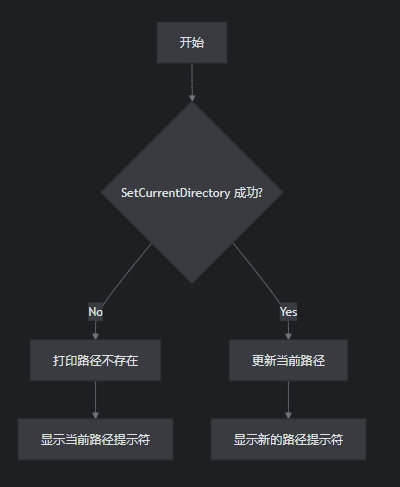 开始
SetCurrentDirectory 成功?
No
Yes
打印路径不存在
更新当前路径
显示当前路径提示符
显示新的路径提示符